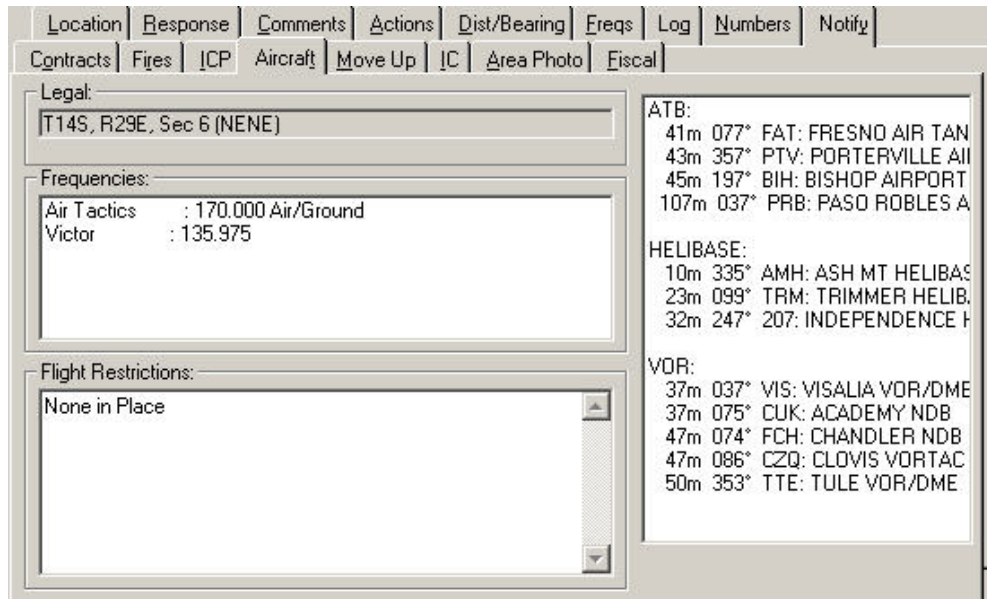 Location Response Comments Actions Dist/Bearing Freqs Log Numbers Notify
Contracts Fires ICP Aircraft Move Up IC Area Photo Fiscal
Legal:
T14S, R29E, Sec 6 (NENE)
Frequencies:
Air Tactics : 170.000 Air/Ground
Victor : 135.975
Flight Restrictions:
None in Place
ATB:
41m 077° FAT: FRESNO AIR TAN
43m 357° PTV: PORTERVILLE AI
45m 197° BIH: BISHOP AIRPORT
107m 037° PRB: PASO ROBLES A
HELIBASE:
10m 335° AMH: ASH MT HELIBAS
23m 099° TRM: TRIMMER HELIB
32m 247° 207: INDEPENDENCE H
VOR:
37m 037° VIS: VISALIA VOR/DME
37m 075° CUK: ACADEMY NDB
47m 074° FCH: CHANDLER NDB
47m 086° CZQ: CLOVIS VORTAC
50m 353° TTE: TULE VOR/DME